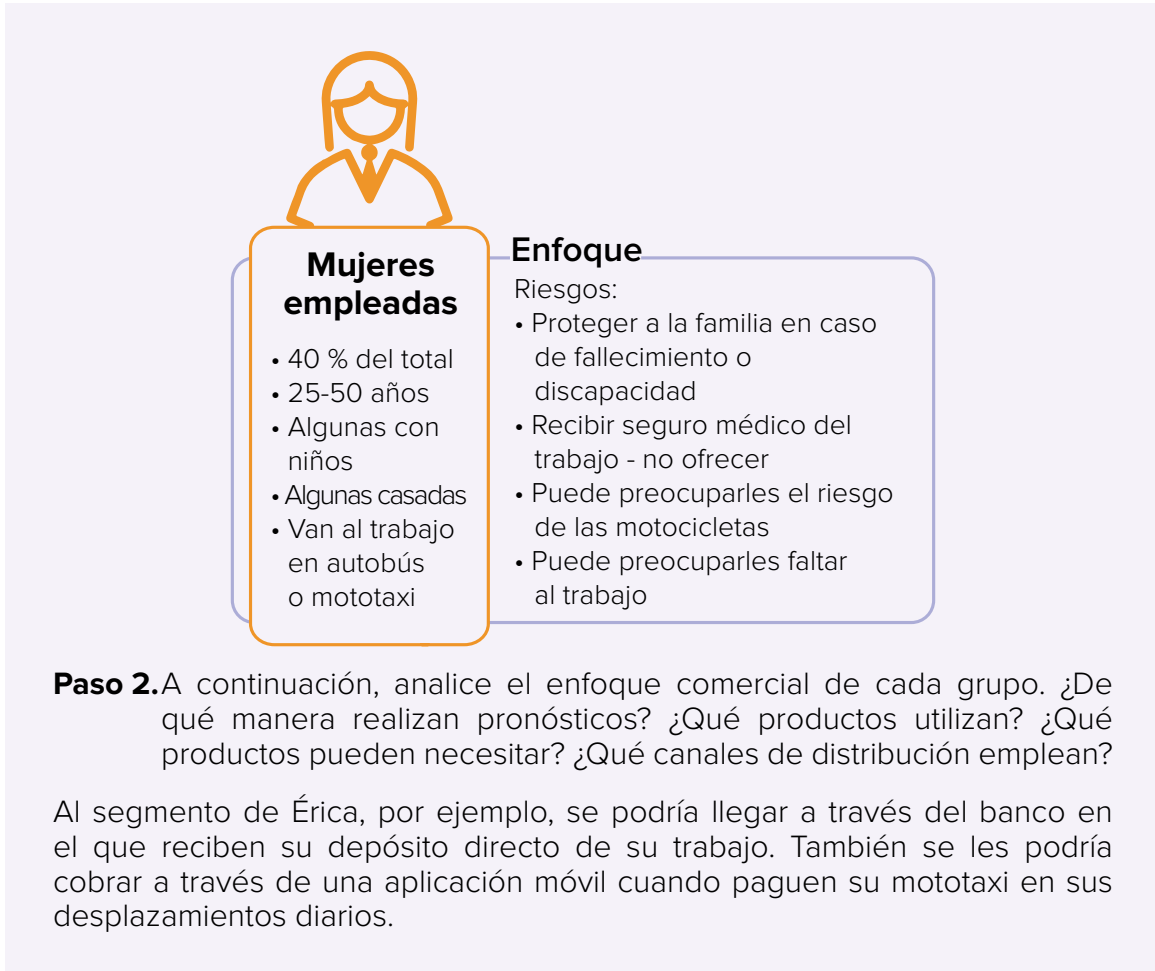 Mujeres
empleadas
• 40 % del total
• 25-50 años
• Algunas con
niños
• Algunas casadas
• Van al trabajo
en autobús
o mototaxi
Enfoque
Riesgos:
• Proteger a la familia en caso
de fallecimiento o
discapacidad
• Recibir seguro médico del
trabajo - no ofrecer
• Puede preocuparles el riesgo
de las motocicletas
• Puede preocuparles faltar
al trabajo
Paso 2. A continuación, analice el enfoque comercial de cada grupo. ¿De
qué manera realizan pronósticos? ¿Qué productos utilizan? ¿Qué
productos pueden necesitar? ¿Qué canales de distribución emplean?
Al segmento de Érica, por ejemplo, se podría llegar a través del banco en
el que reciben su depósito directo de su trabajo. También se les podría
cobrar a través de una aplicación móvil cuando paguen su mototaxi en sus
desplazamientos diarios.